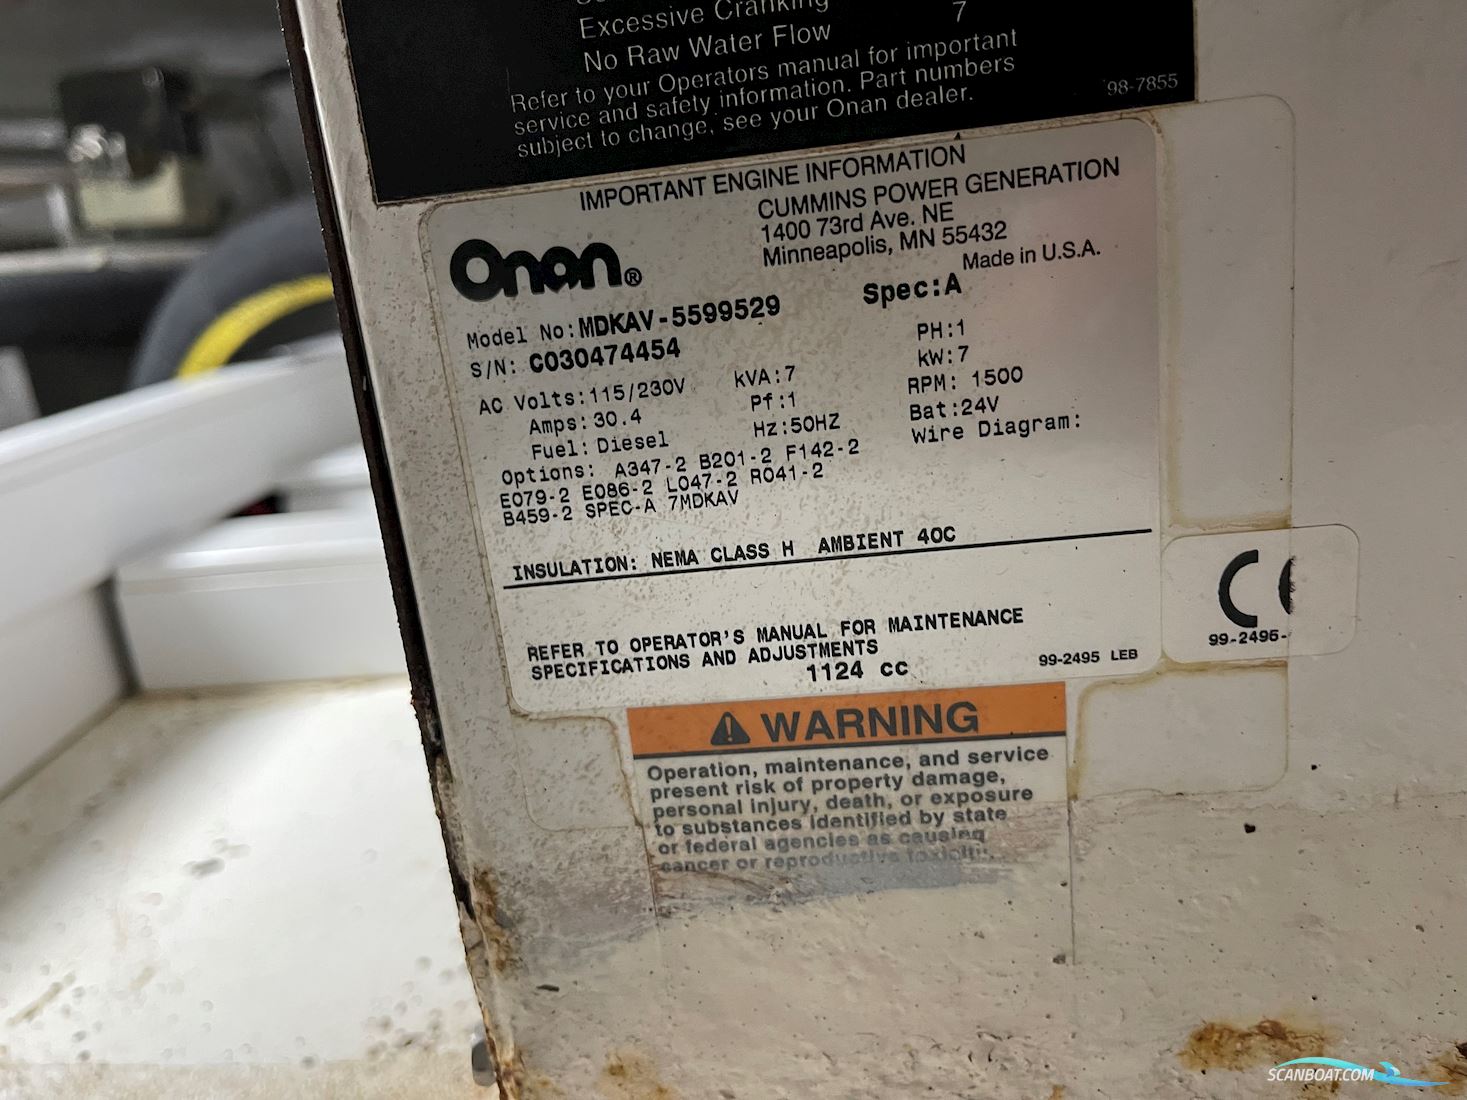 Excessive Cranking
No Raw Water Flow 7
Refer to your Operators manual for important
service and safety information. Part numbers
subject to change, see your Onan dealer.
98-7855
IMPORTANT ENGINE INFORMATION
CUMMINS POWER GENERATION
1400 73rd Ave. NE
Minneapolis, MN 55432
Made in U.S.A.
Onan®
Model No:MDKAV-5599529 Spec:A
S/N: C030474454 PH:1
AC Volts:115/230V kVA:7 kW:7
Amps:30.4 Pf:1 RPM: 1500
Fuel: Diesel Hz:50HZ Bat:24V
Options: A347-2 B201-2 F142-2 Wire Diagram:
E079-2 E086-2 L047-2 R041-2
B459-2 SPEC-A 7MDKAV
INSULATION: NEMA CLASS H AMBIENT 40C
REFER TO OPERATOR'S MANUAL FOR MAINTENANCE
SPECIFICATIONS AND ADJUSTMENTS
1124 cc
99-2495 LEB
CE
99-2496-
WARNING
Operation, maintenance, and service
present risk of property damage,
personal injury, death, or exposure
to substances identified by state
or federal agencies as causing
cancer or reproductive toxicity.
SCANBOAT.COM